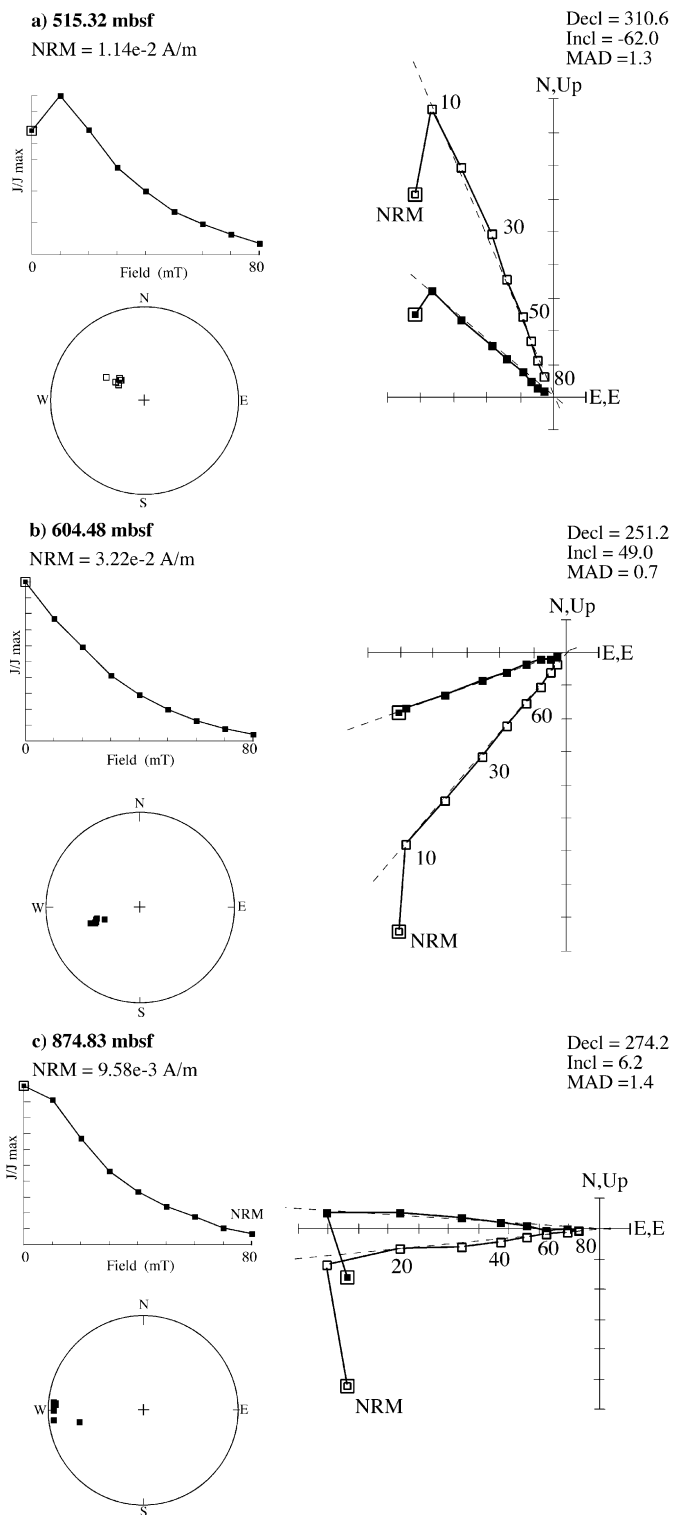 a) 515.32 mbsf
NRM = 1.14e-2 A/m
Decl = 310.6
Incl = -62.0
MAD =1.3
N,Up
10
J/J max
NRM
30
50
0
80
Field (mT)
80
E,E
N
W
E
S
b) 604.48 mbsf
NRM = 3.22e-2 A/m
Decl = 251.2
Incl = 49.0
MAD = 0.7
N,Up
J/J max
E,E
60
0
80
Field (mT)
30
10
N
W
E
S
NRM
c) 874.83 mbsf
NRM = 9.58e-3 A/m
Decl = 274.2
Incl = 6.2
MAD =1.4
J/J max
N,Up
NRM
E,E
20
40
60
80
0
80
Field (mT)
N
W
E
S
NRM